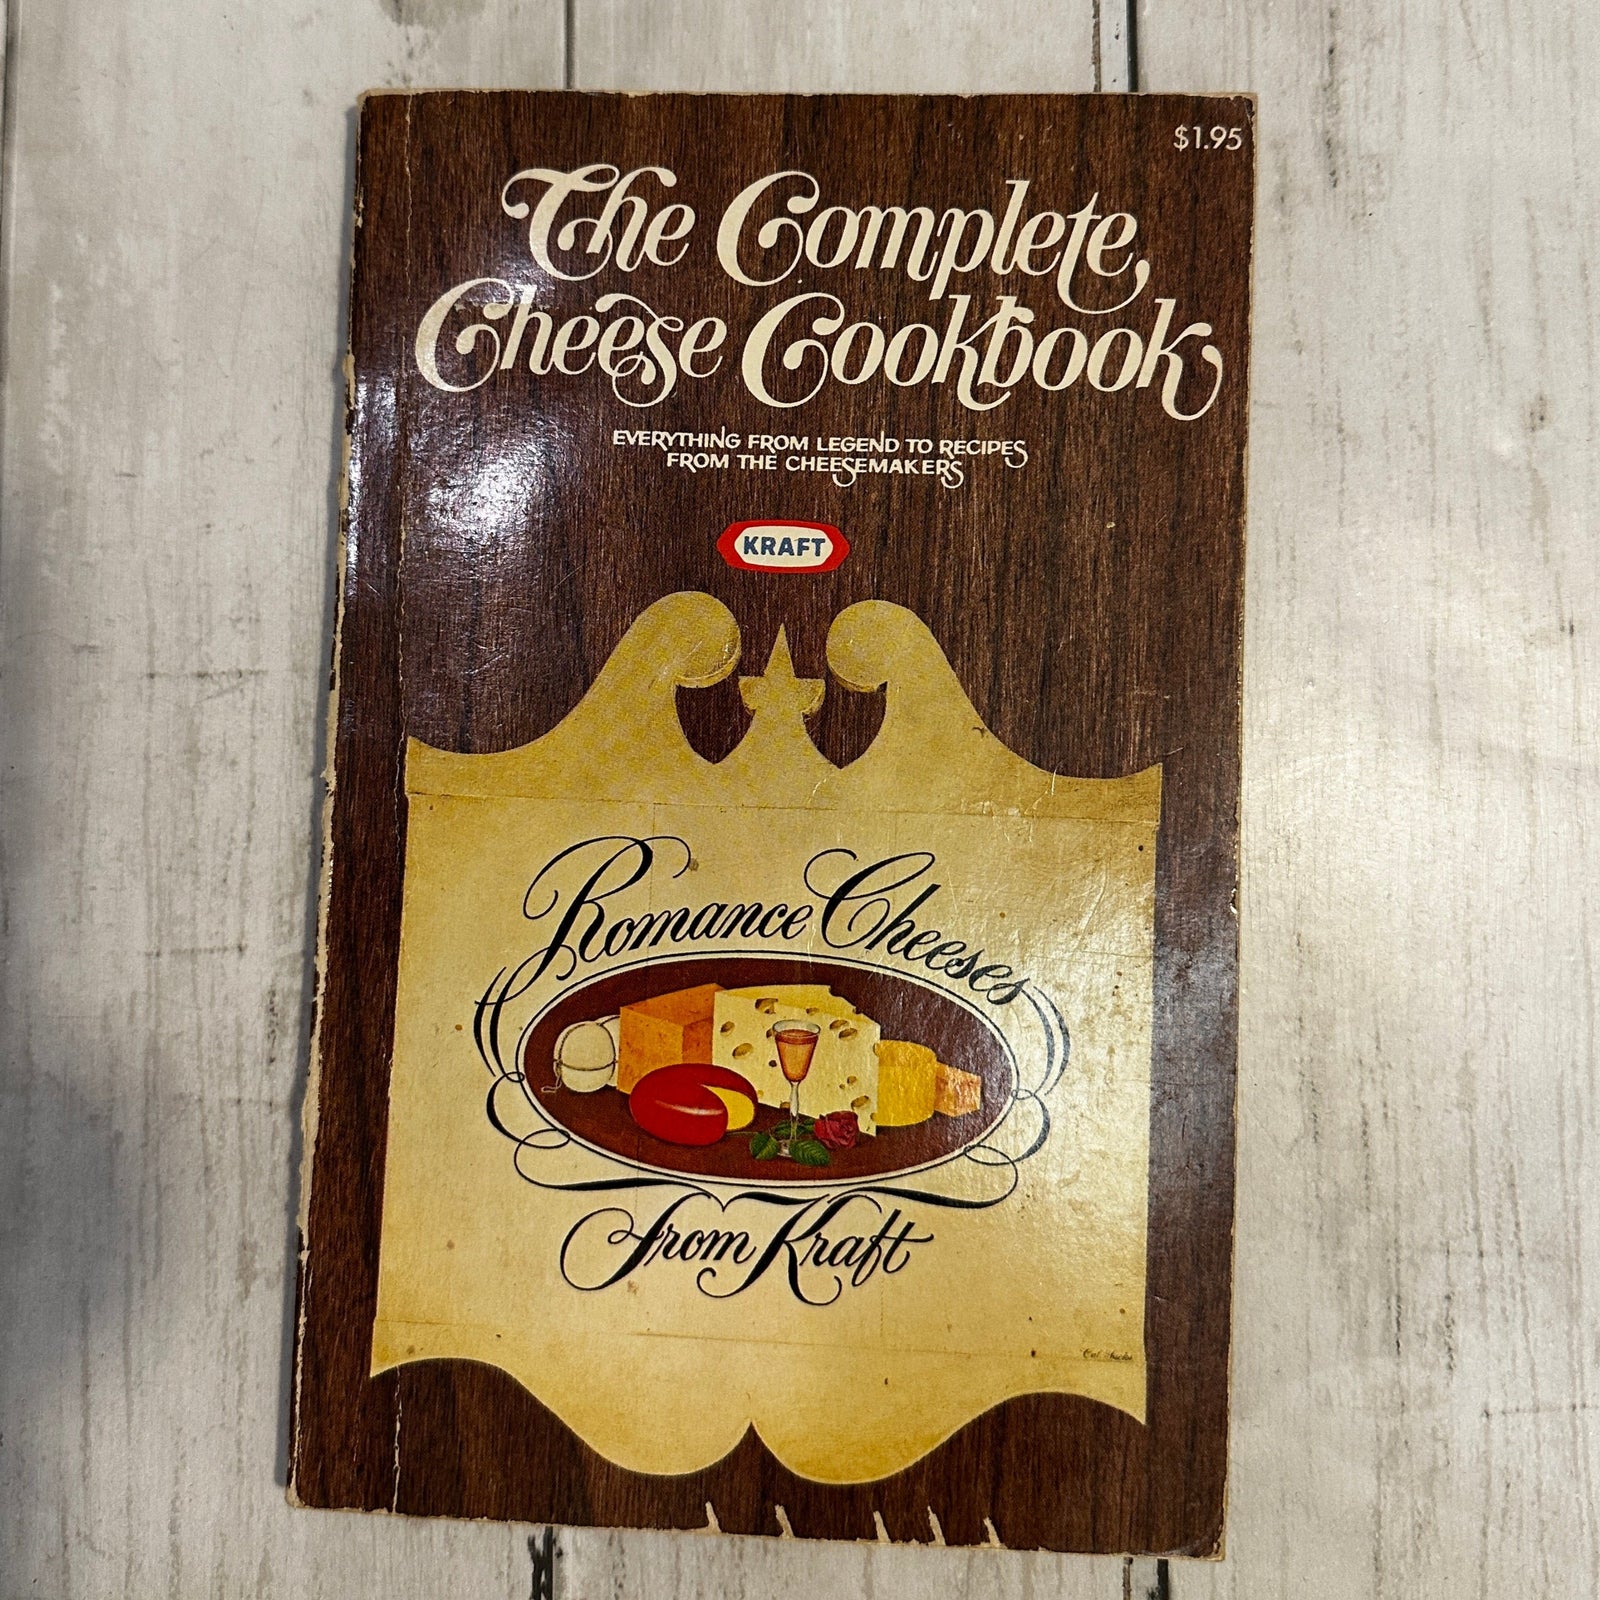 $1.95
The Complete
Cheese Cookbook
EVERYTHING FROM LEGEND TO RECIPES
FROM THE CHEESEMAKERS
KRAFT
Romance Cheeses
From Kraft